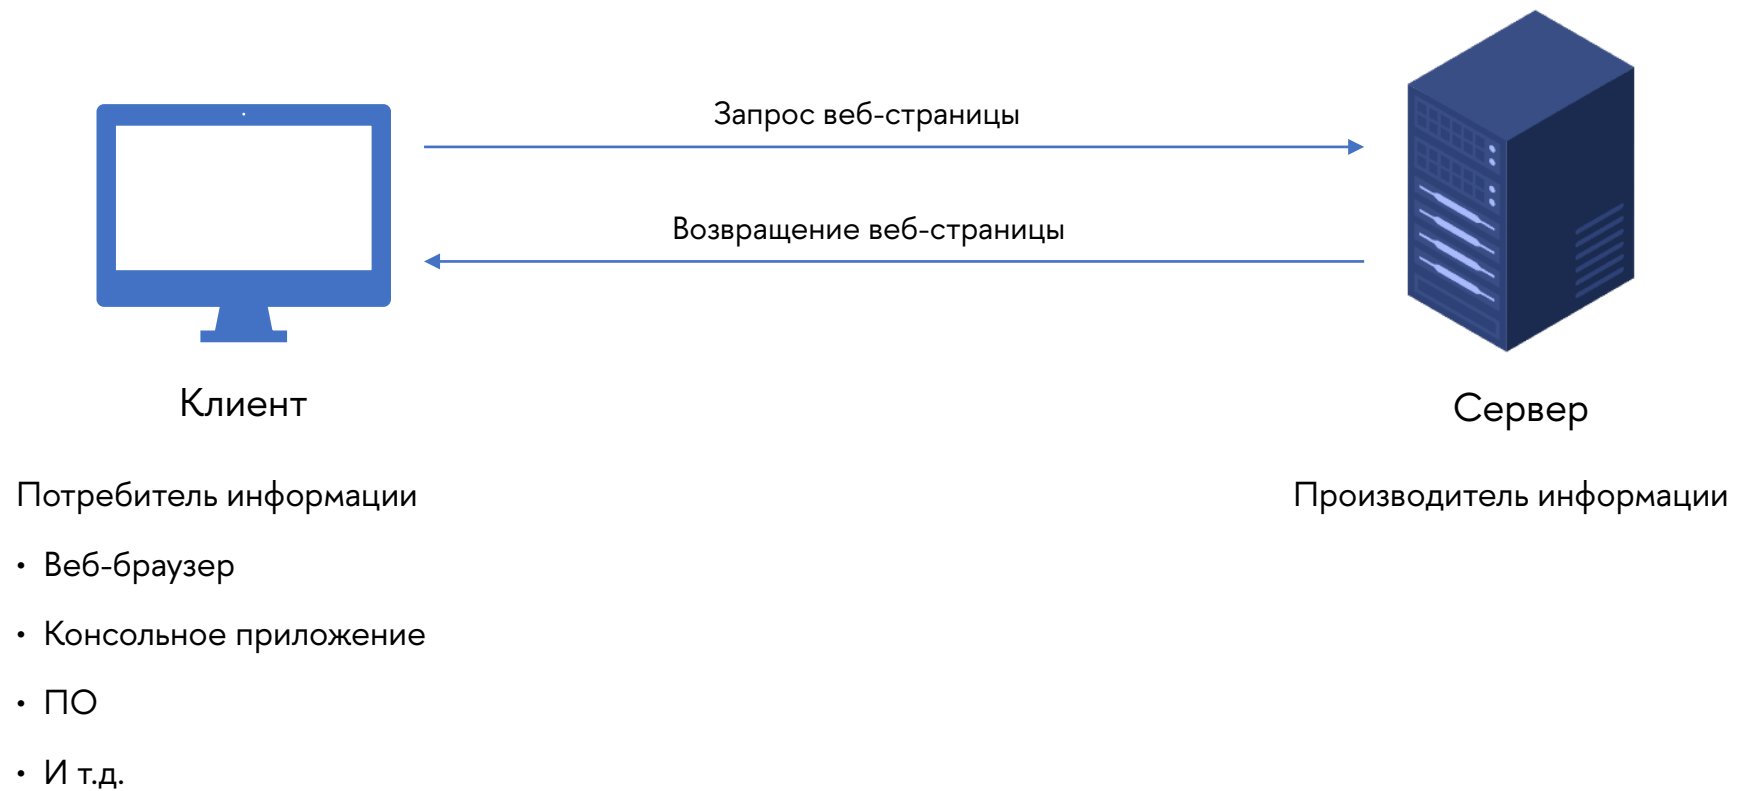 Запрос веб-страницы
Возвращение веб-страницы
Клиент
Сервер
Потребитель информации
Производитель информации
• Веб-браузер
• Консольное приложение
• ПО
• И т.д.